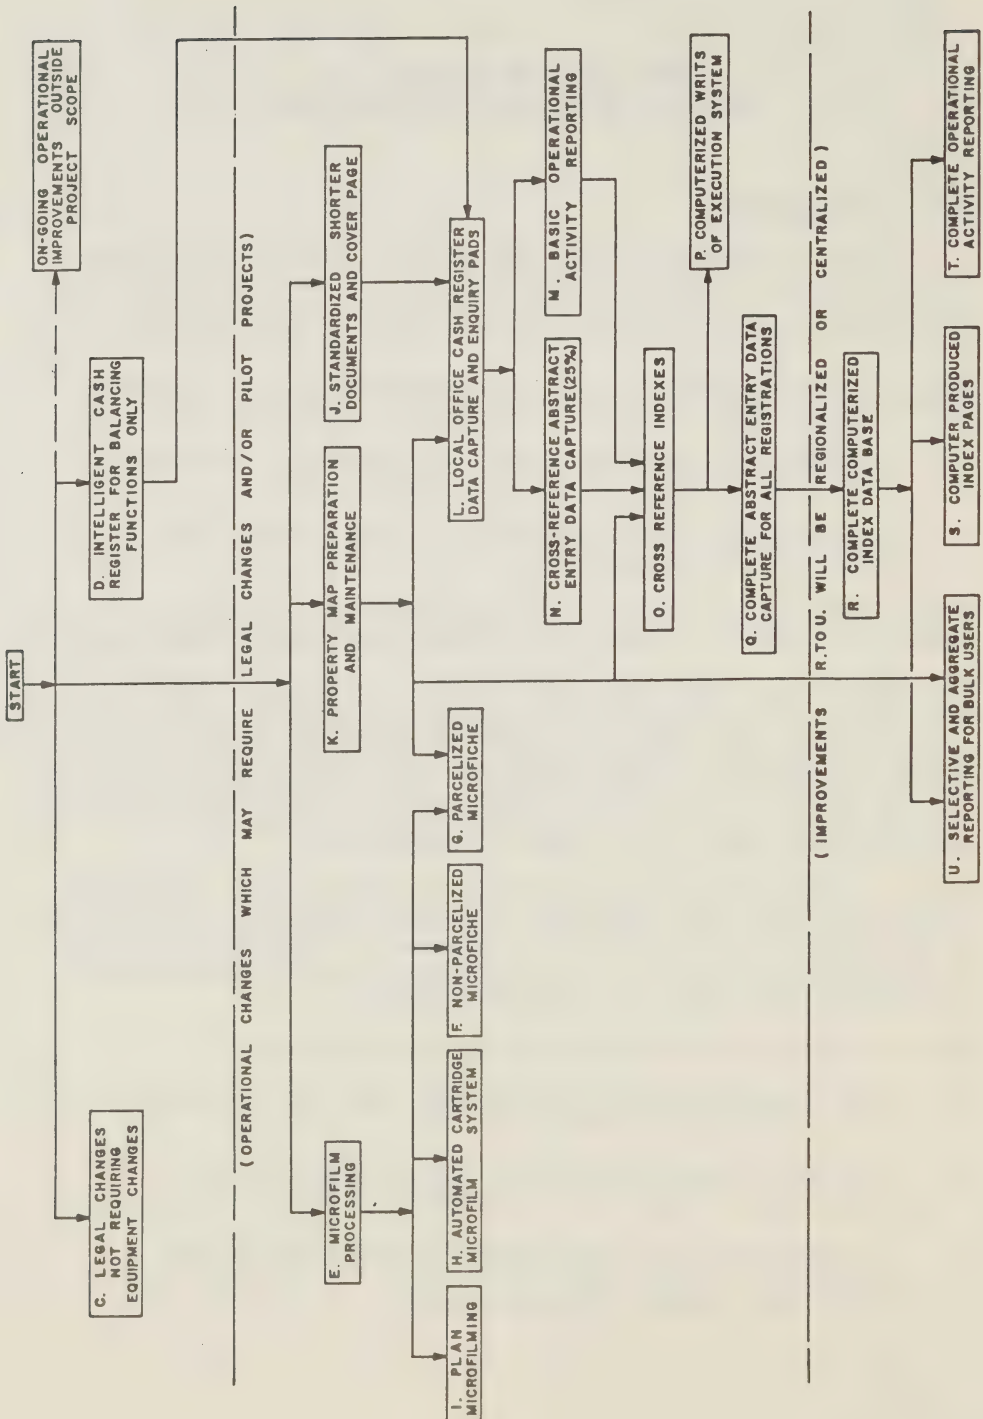 START
ON-GOING OPERATIONAL
IMPROVEMENTS OUTSIDE
PROJECT SCOPE
C. LEGAL CHANGES
NOT REQUIRING
EQUIPMENT CHANGES
D. INTELLIGENT CASH
REGISTER FOR BALANCING
FUNCTIONS ONLY
(OPERATIONAL CHANGES WHICH MAY REQUIRE LEGAL CHANGES AND/OR PILOT PROJECTS)
E. MICROFILM
PROCESSING
K. PROPERTY MAP PREPARATION
AND MAINTENANCE
J. STANDARDIZED SHORTER
DOCUMENTS AND COVER PAGE
I. PLAN
MICROFILMING
H. AUTOMATED CARTRIDGE
MICROFILM SYSTEM
F. NON-PARCELIZED
MICROFICHE
G. PARCELIZED
MICROFICHE
L. LOCAL OFFICE CASH REGISTER
DATA CAPTURE AND ENQUIRY PADS
N. CROSS-REFERENCE ABSTRACT
ENTRY DATA CAPTURE (25%)
M. BASIC OPERATIONAL
ACTIVITY REPORTING
O. CROSS REFERENCE INDEXES
P. COMPUTERIZED WRITS
OF EXECUTION SYSTEM
Q. COMPLETE ABSTRACT ENTRY DATA
CAPTURE FOR ALL REGISTRATIONS
(IMPROVEMENTS R.TO U. WILL BE REGIONALIZED OR CENTRALIZED)
R. COMPLETE COMPUTERIZED
INDEX DATA BASE
U. SELECTIVE AND AGGREGATE
REPORTING FOR BULK USERS
S. COMPUTER PRODUCED
INDEX PAGES
T. COMPLETE OPERATIONAL
ACTIVITY REPORTING